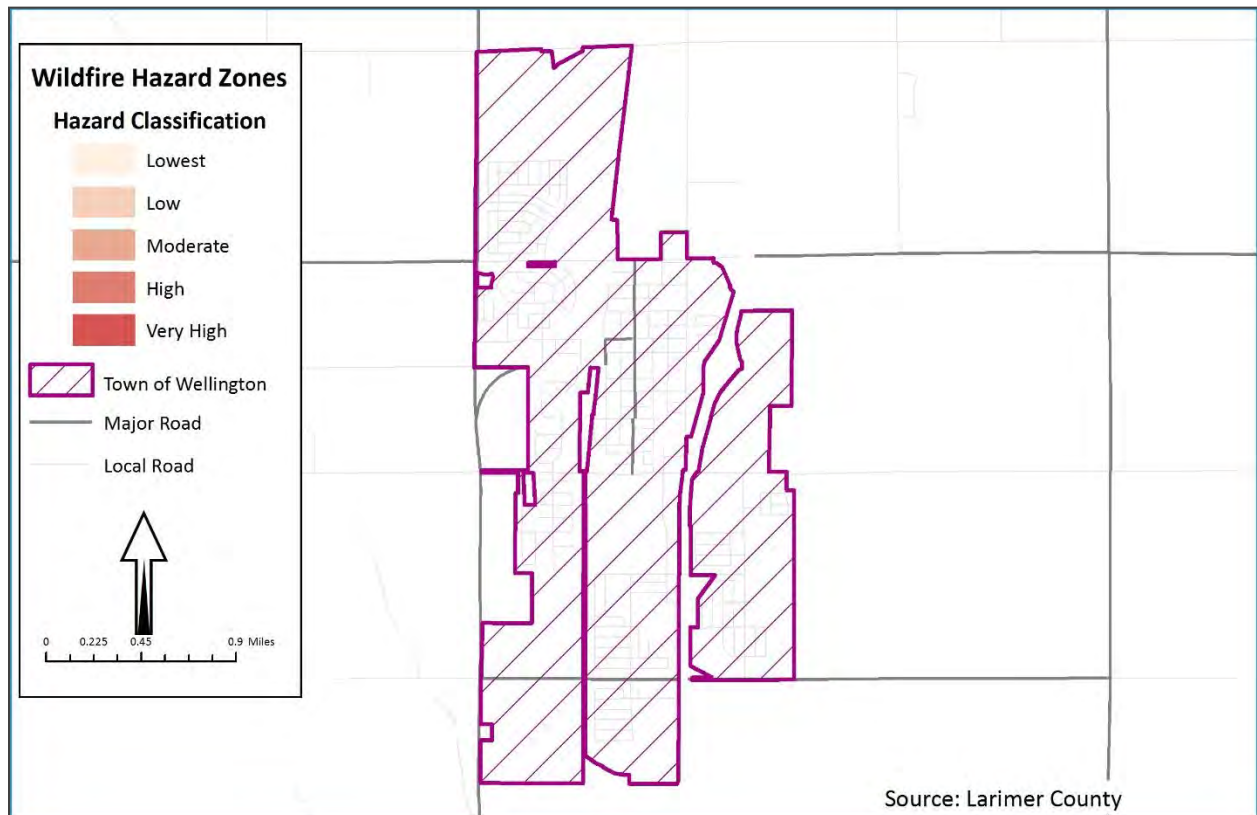 Wildfire Hazard Zones
Hazard Classification
Lowest
Low
Moderate
High
Very High
Town of Wellington
Major Road
Local Road
0 0.225 0.45 0.9 Miles
Source: Larimer County